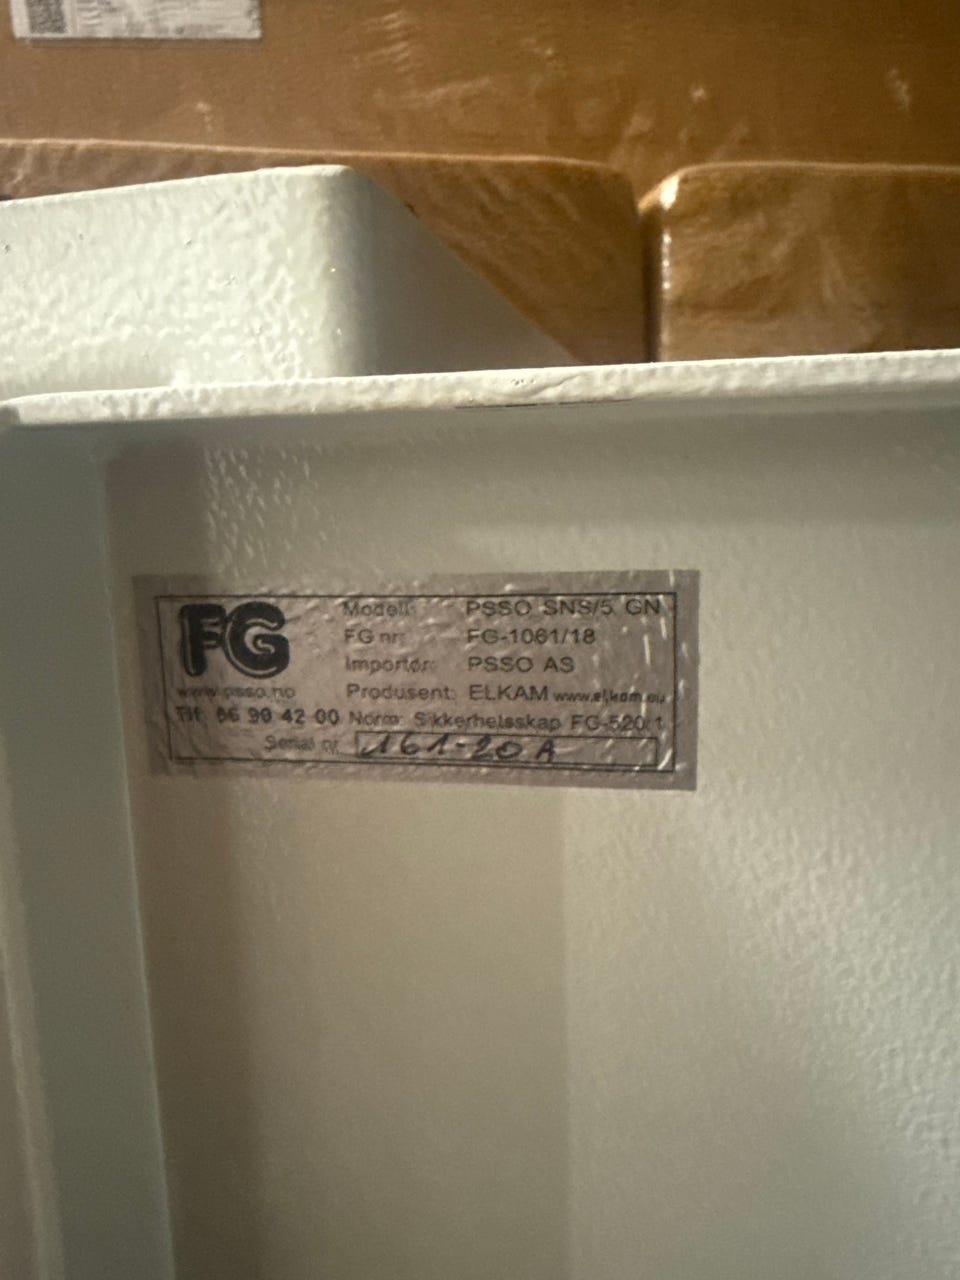 FG
Modell: PSSO SNS/5 GN
FG nr: FG-1061/18
Importør: PSSO AS
www.psso.no Produsent: ELKAM www.elkam.eu
Tlf: 66 90 42 00 Norm: Sikkerhetsskap FG-520:1
Serial nr. 161-20 A